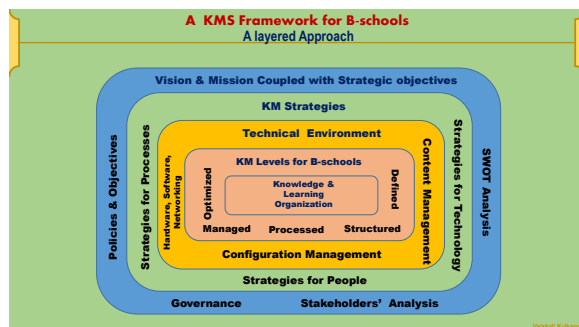 A KMS Framework for B-schools
A layered Approach
Vision & Mission Coupled with Strategic objectives
KM Strategies
Technical Environment
KM Levels for B-schools
Knowledge &
Learning
Organization
Policies & Objectives
Strategies for Processes
Hardware, Software,
Networking
Optimized
Defined
Content Management
Strategies for Technology
SWOT Analysis
Managed Processed Structured
Configuration Management
Strategies for People
Governance Stakeholders' Analysis